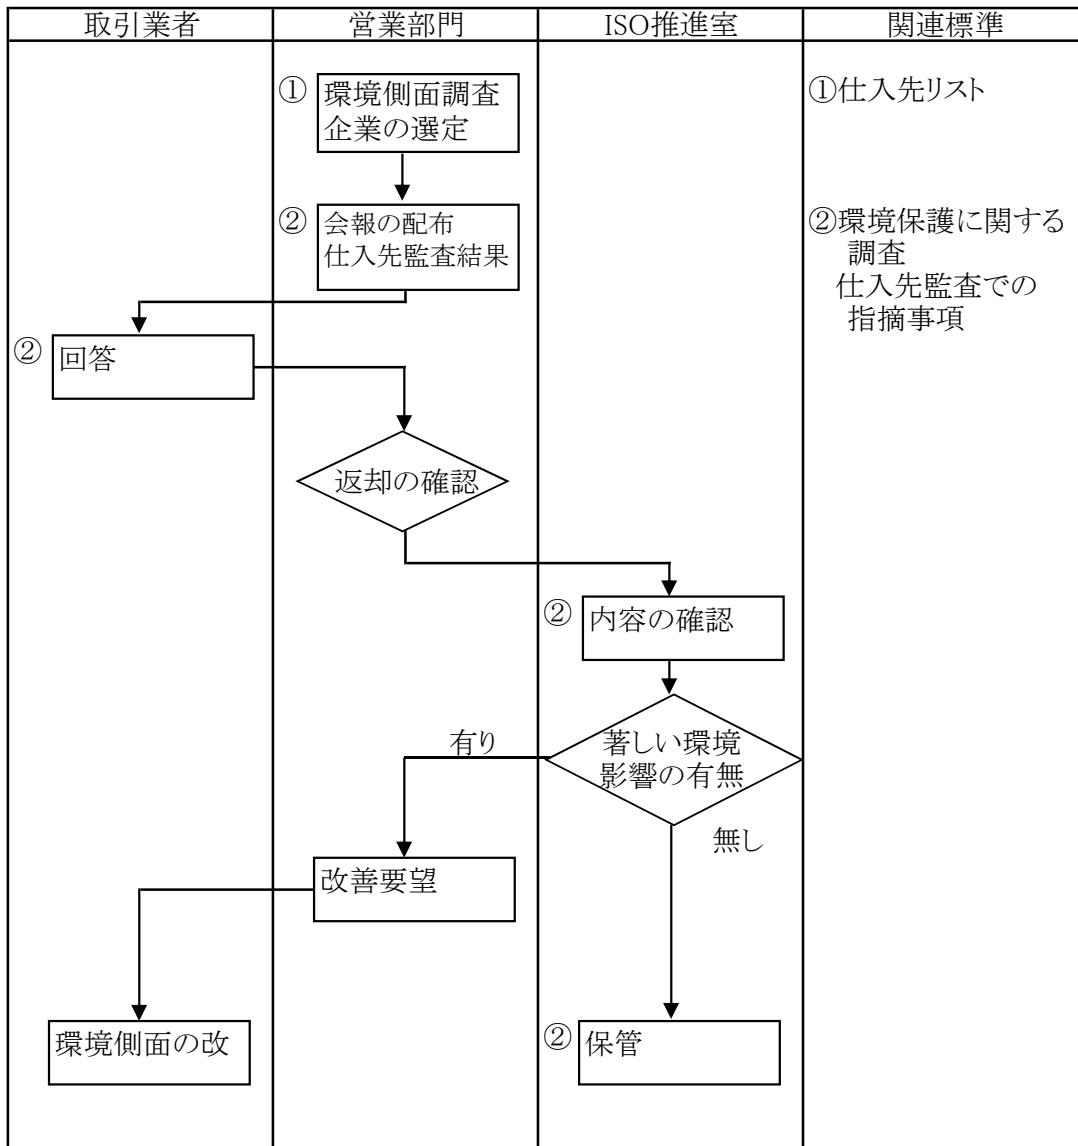 取引業者
営業部門
ISO推進室
関連標準
①
環境側面調査
企業の選定
①仕入先リスト
②
会報の配布
仕入先監査結果
②環境保護に関する
調査
仕入先監査での
指摘事項
②
回答
返却の確認
②
内容の確認
著しい環境
影響の有無
有り
無し
改善要望
環境側面の改
②
保管